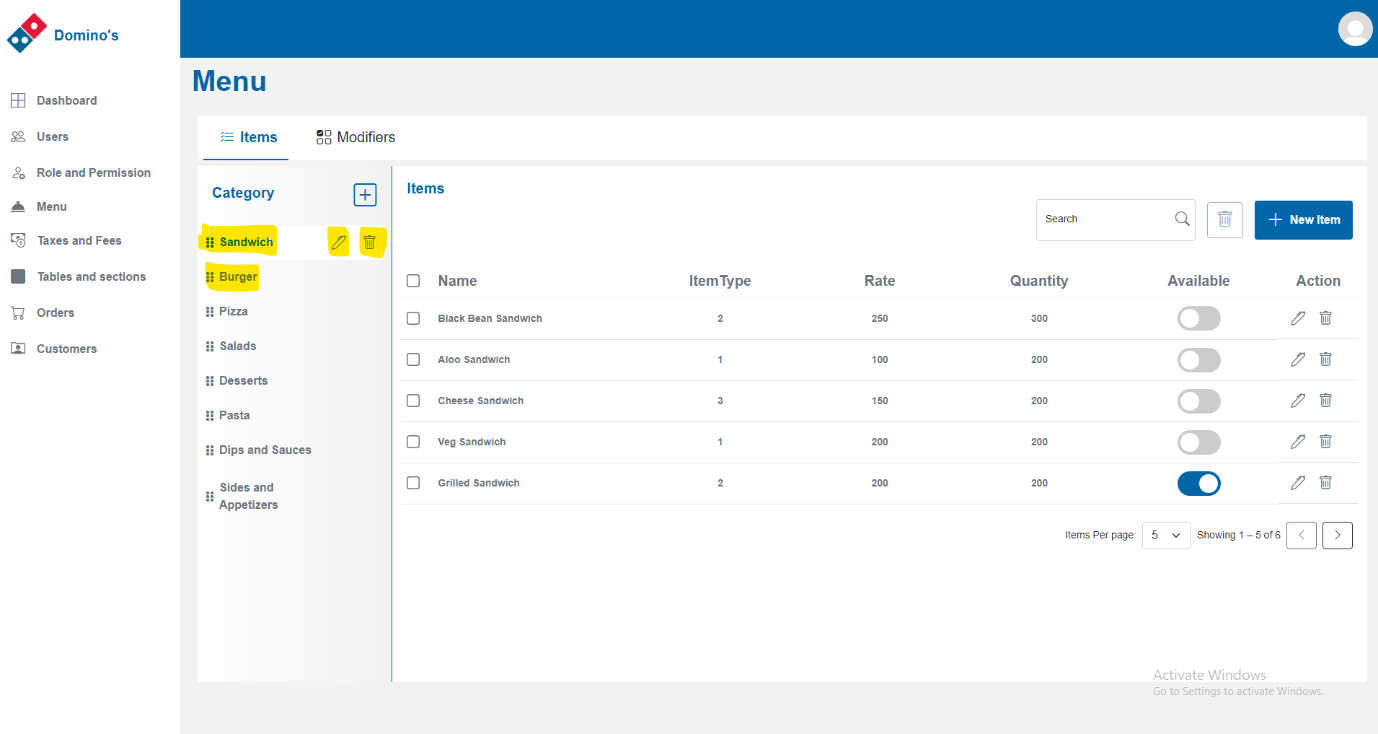 Domino's
Dashboard
Users
Role and Permission
Menu
Taxes and Fees
Tables and sections
Orders
Customers
Menu
Items
Modifiers
Category
Sandwich
Burger
Pizza
Salads
Desserts
Pasta
Dips and Sauces
Sides and
Appetizers
Items
Search
New Item
Name ItemType Rate Quantity Available Action
Black Bean Sandwich 2 250 300
Aloo Sandwich 1 100 200
Cheese Sandwich 3 150 200
Veg Sandwich 1 200 200
Grilled Sandwich 2 200 200
Items Per page: 5 Showing 1 – 5 of 6
Activate Windows
Go to Settings to activate Windows.